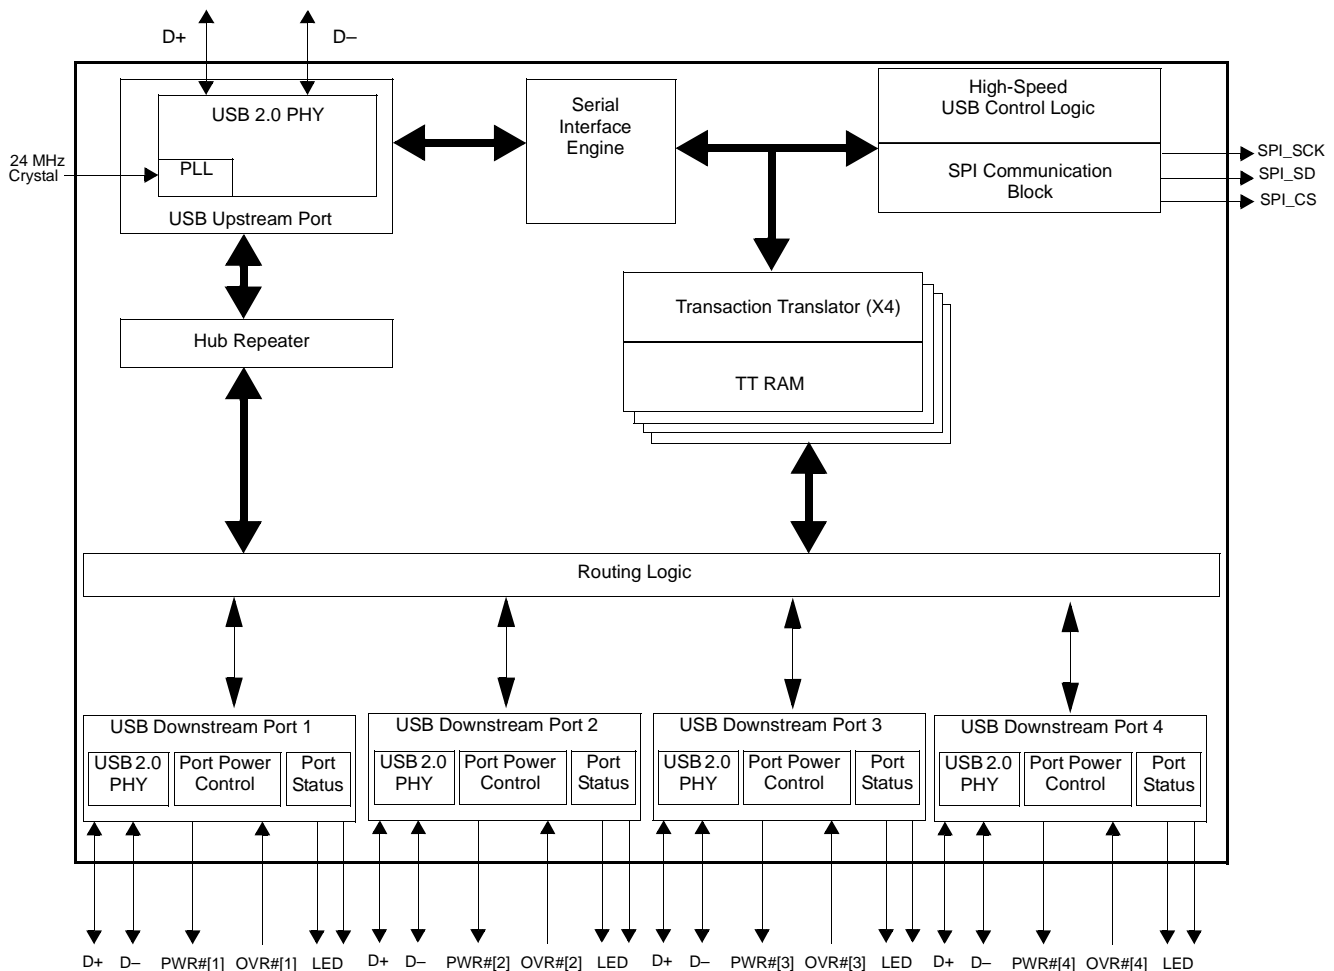 D+ D–
USB 2.0 PHY
PLL
USB Upstream Port
24 MHz
Crystal
Serial
Interface
Engine
High-Speed
USB Control Logic
SPI Communication
Block
SPI_SCK
SPI_SD
SPI_CS
Hub Repeater
Transaction Translator (X4)
TT RAM
Routing Logic
USB Downstream Port 1
USB 2.0
PHY
Port Power
Control
Port
Status
USB Downstream Port 2
USB 2.0
PHY
Port Power
Control
Port
Status
USB Downstream Port 3
USB 2.0
PHY
Port Power
Control
Port
Status
USB Downstream Port 4
USB 2.0
PHY
Port Power
Control
Port
Status
D+ D– PWR#[1] OVR#[1] LED D+ D– PWR#[2] OVR#[2] LED D+ D– PWR#[3] OVR#[3] LED D+ D– PWR#[4] OVR#[4] LED